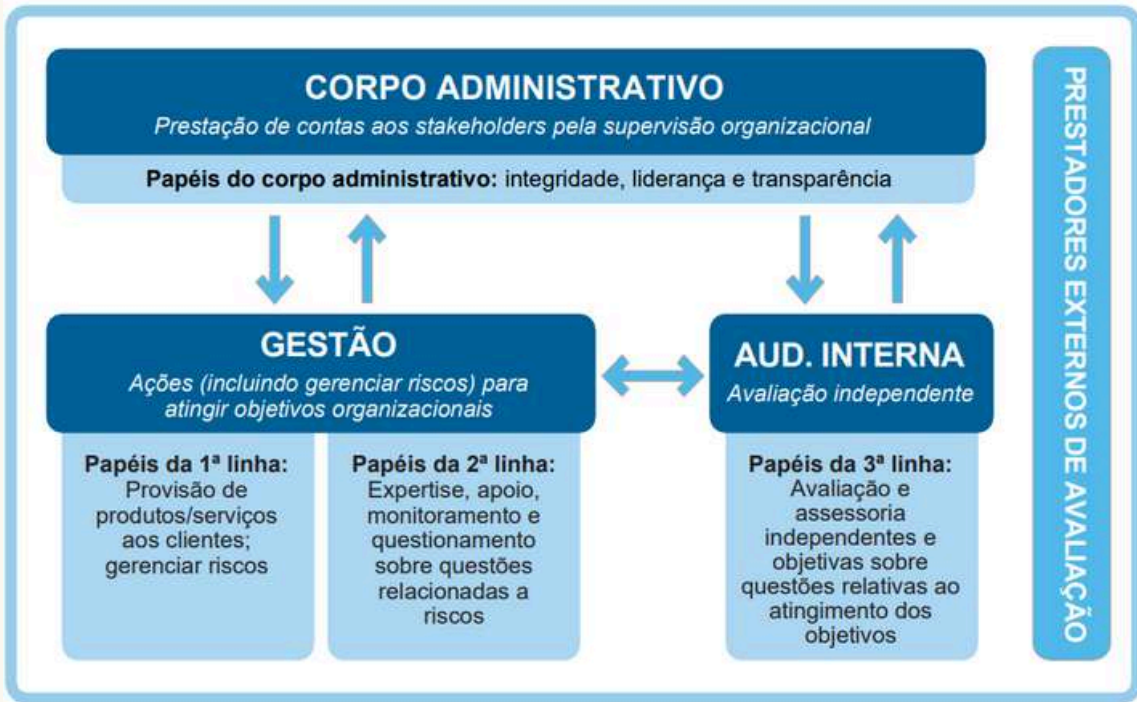 CORPO ADMINISTRATIVO
Prestação de contas aos stakeholders pela supervisão organizacional
Papéis do corpo administrativo: integridade, liderança e transparência
GESTÃO
Ações (incluindo gerenciar riscos) para
atingir objetivos organizacionais
Papéis da 1ª linha:
Provisão de
produtos/serviços
aos clientes;
gerenciar riscos
Papéis da 2ª linha:
Expertise, apoio,
monitoramento e
questionamento
sobre questões
relacionadas a
riscos
AUD. INTERNA
Avaliação independente
Papéis da 3ª linha:
Avaliação e
assessoria
independentes e
objetivas sobre
questões relativas ao
atingimento dos
objetivos
PRESTADORES EXTERNOS DE AVALIAÇÃO